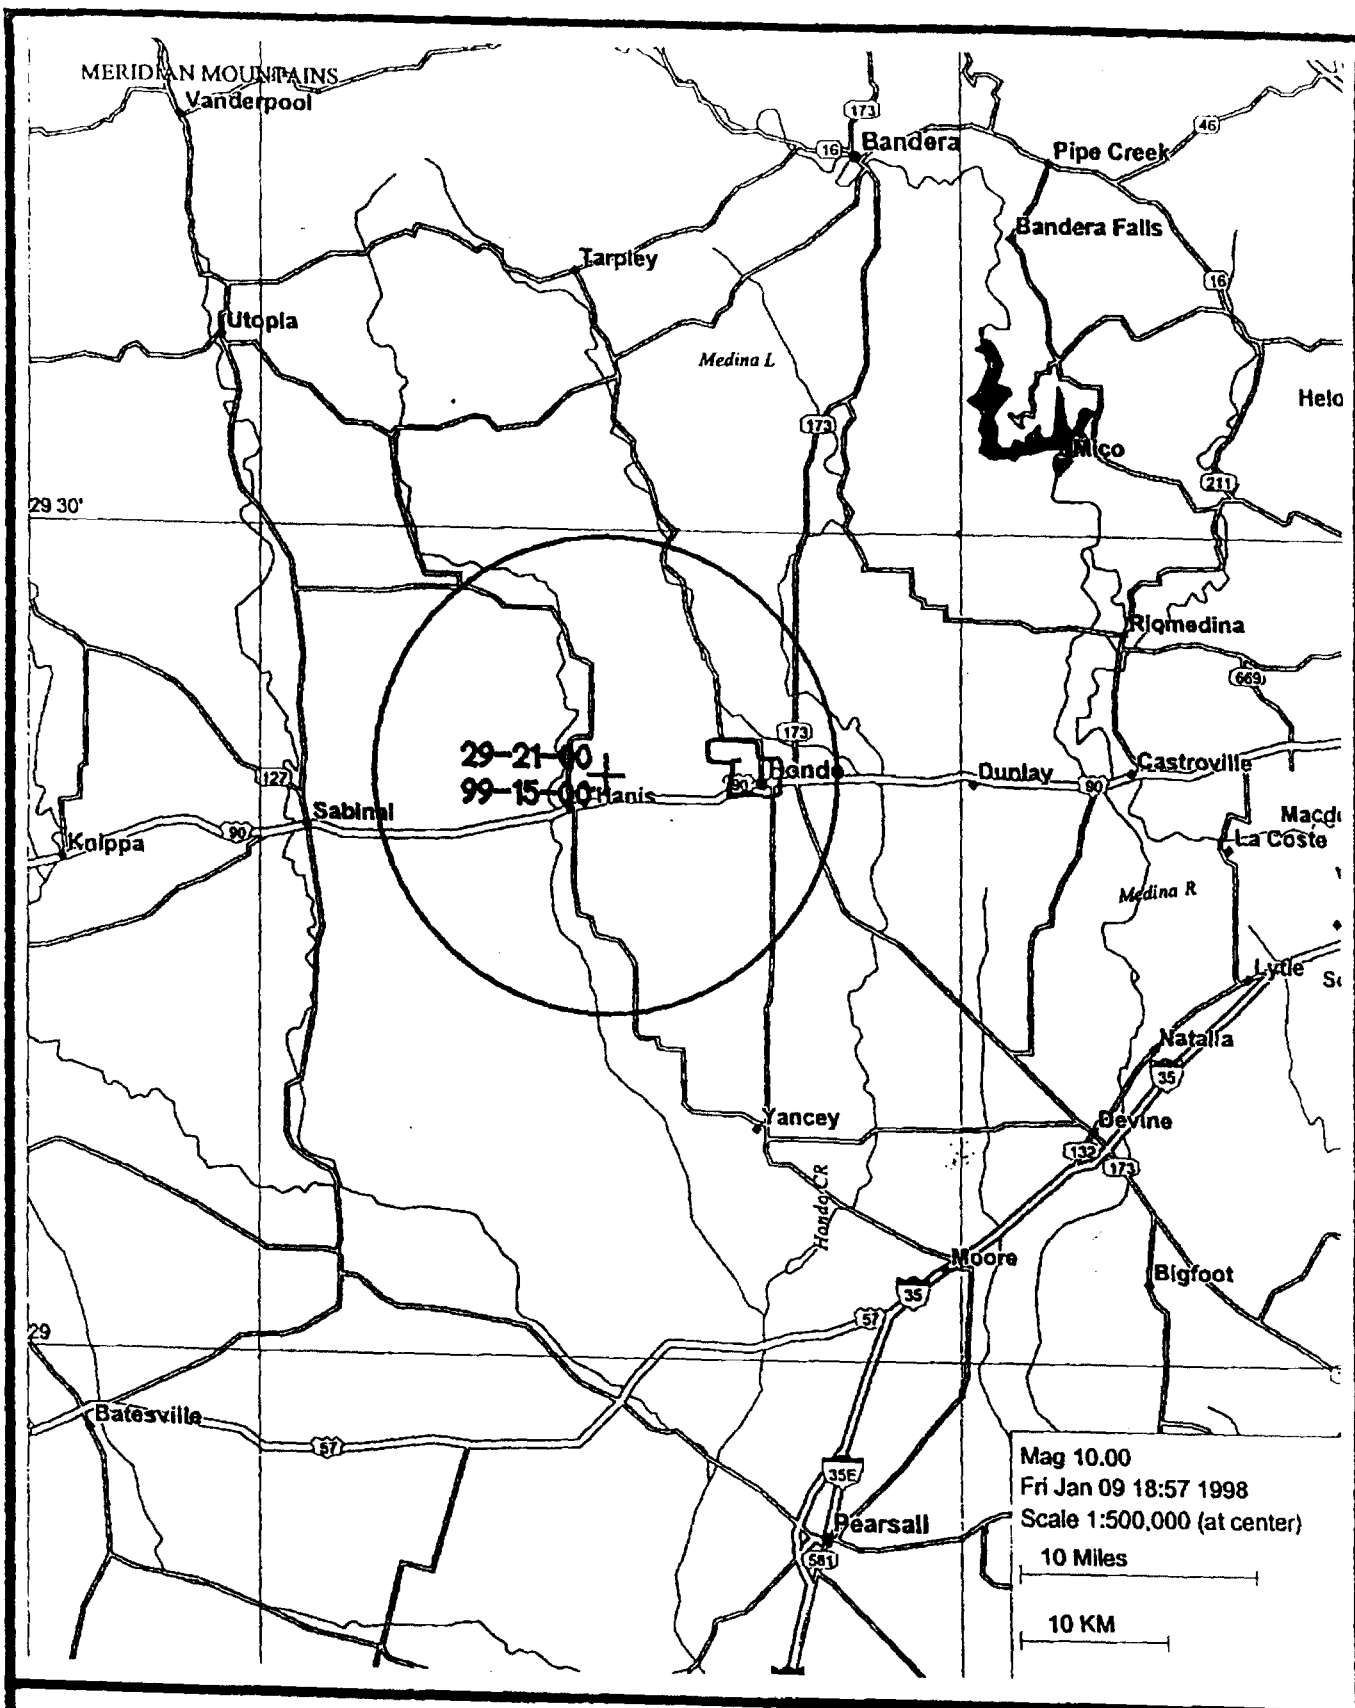 MERIDIAN MOUNTAINS
Vanderpool
173
46
16
Bandera
Pipe Creek
Bandera Falls
Tarpley
16
Utopia
Medina L
Helo
173
Mico
211
29 30'
Riomedina
669
173
29-21-00
Hondo
Castroville
127
Dunlay
90
90
99-15-00
Hanis
Sabinal
Macd
90
Knippa
La Coste
Medina R
Lytle
Natalia
35
Yancey
Devine
132
173
Hondo CR
Moore
Bigfoot
35
57
29
Batesville
57
Mag 10.00
35E
Fri Jan 09 18:57 1998
Pearsall
Scale 1:500,000 (at center)
581
10 Miles
10 KM